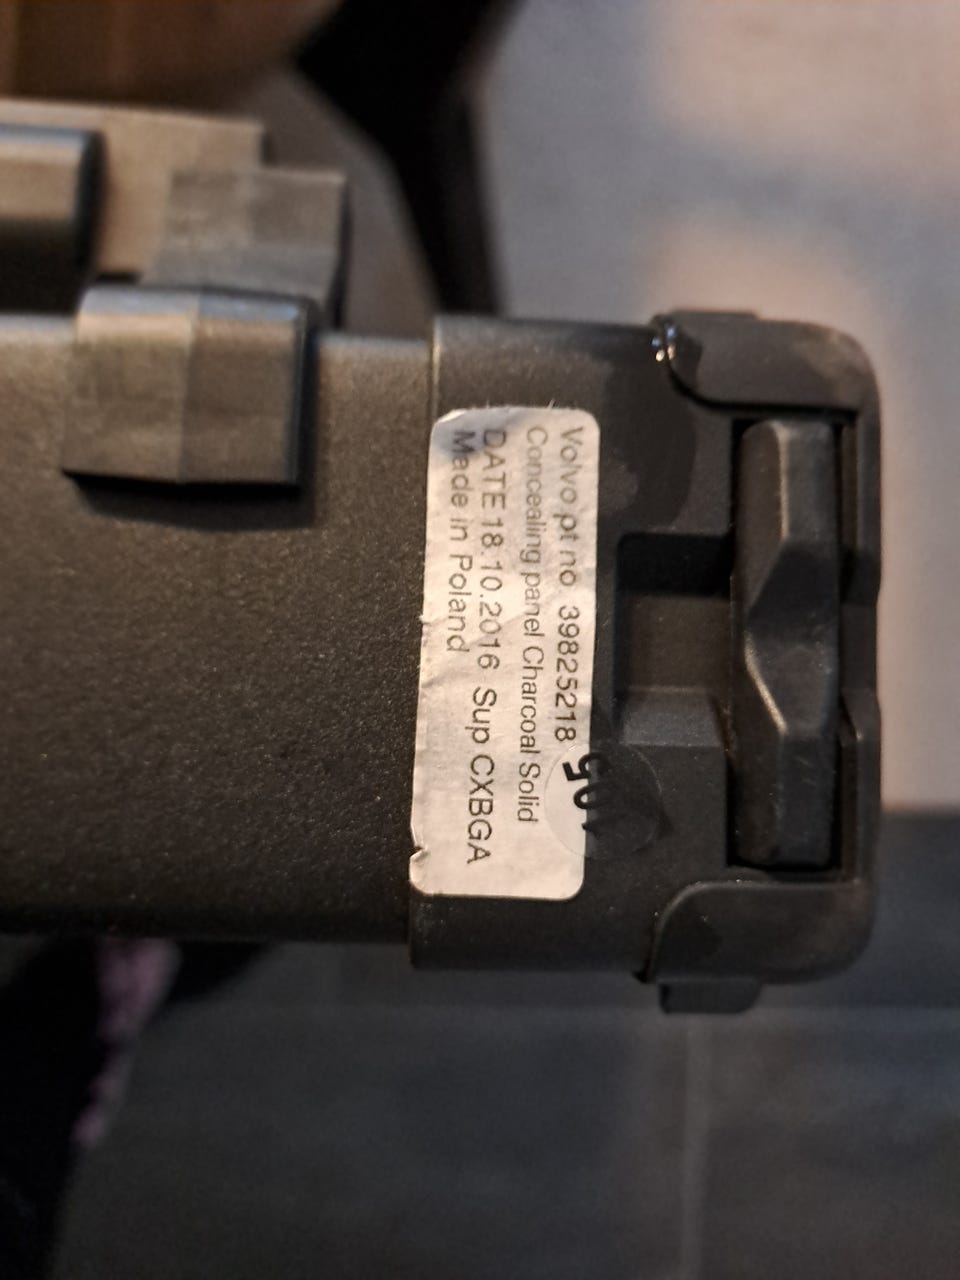 Volvo pt no 39825218
Concealing panel Charcoal Solid
DATE 18.10.2016 Sup CXBGA
Made in Poland